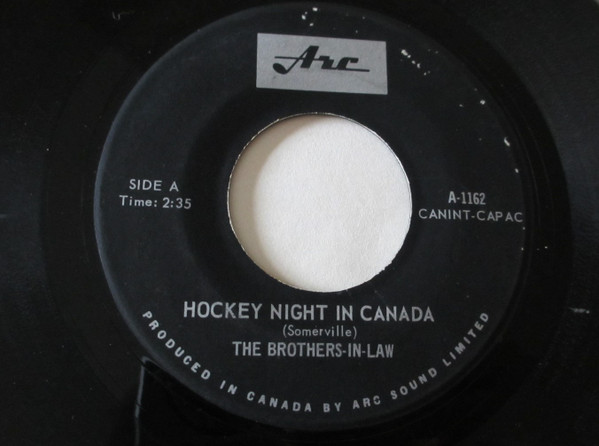 Arc
SIDE A
Time: 2:35
A-1162
CANINT-CAPAC
HOCKEY NIGHT IN CANADA
(Somerville)
THE BROTHERS-IN-LAW
PRODUCED IN CANADA BY ARC SOUND LIMITED